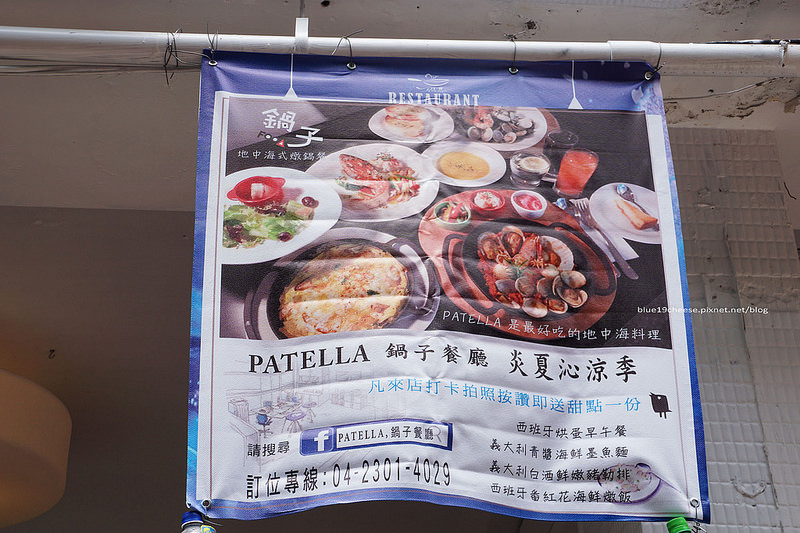 RESTAURANT
鍋子
地中海式燉鍋餐
blue19cheese.pixnet.net/blog
PATELLA 是最好吃的地中海料理
PATELLA 鍋子餐廳 炎夏沁涼季
凡來店打卡拍照按讚即送甜點一份
請搜尋 f PATELLA,鍋子餐廳
訂位專線:04-2301-4029
西班牙烘蛋早午餐
義大利青醬海鮮墨魚麵
義大利白酒鮮嫩豬肋排
西班牙番紅花海鮮燉飯